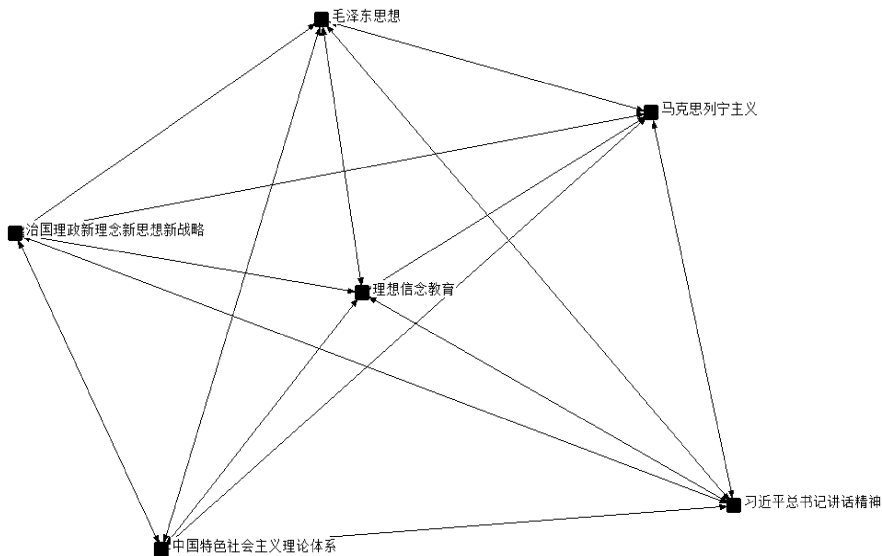 毛泽东思想
马克思列宁主义
治国理政新理念新思想新战略
理想信念教育
习近平总书记讲话精神
中国特色社会主义理论体系